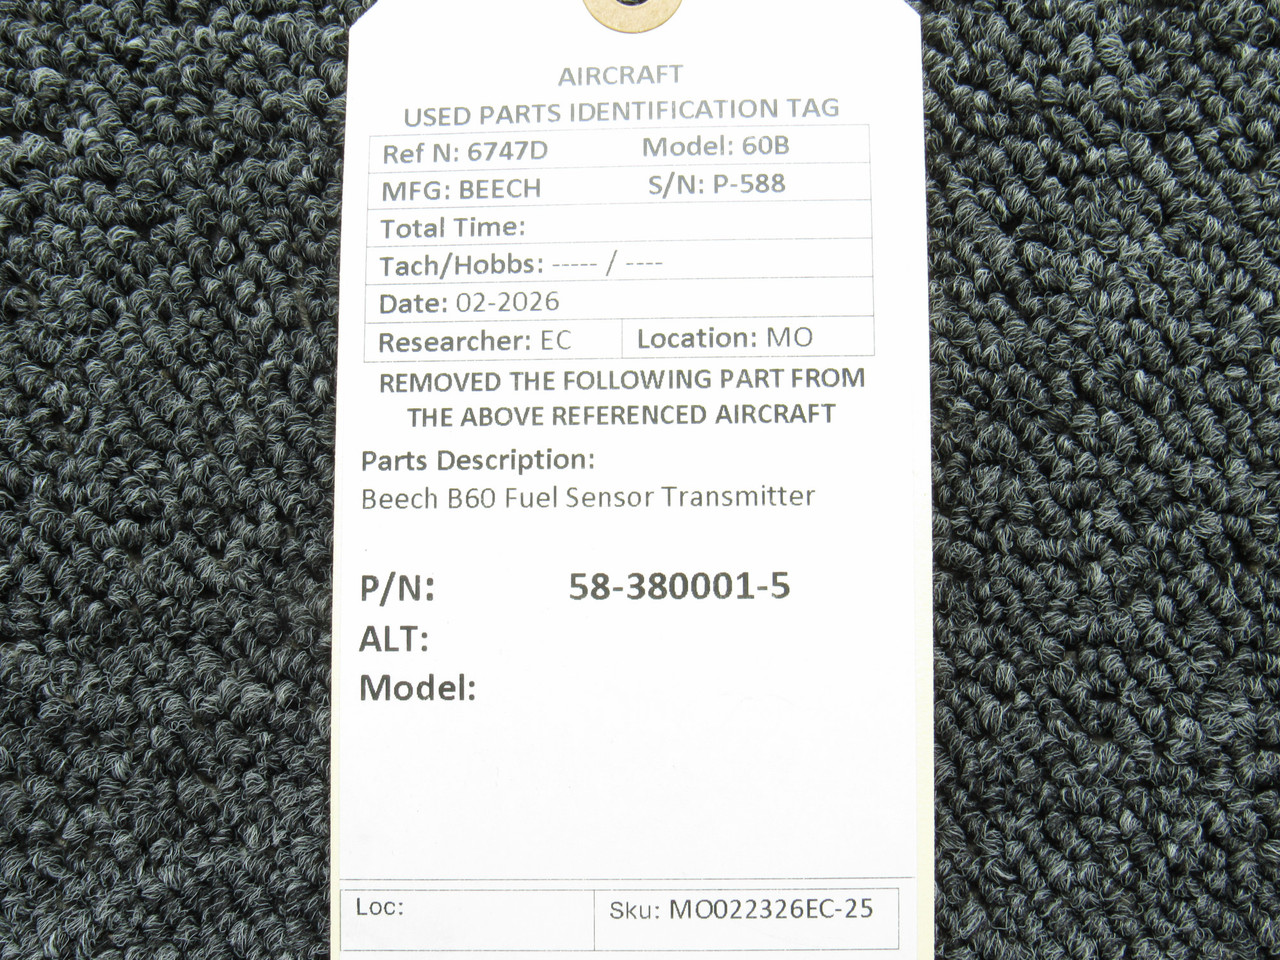 AIRCRAFT
USED PARTS IDENTIFICATION TAG
Ref N: 6747D Model: 60B
MFG: BEECH S/N: P-588
Total Time:
Tach/Hobbs: ----- / ----
Date: 02-2026
Researcher: EC Location: MO
REMOVED THE FOLLOWING PART FROM
THE ABOVE REFERENCED AIRCRAFT
Parts Description:
Beech B60 Fuel Sensor Transmitter
P/N: 58-380001-5
ALT:
Model:
Loc: Sku: MO022326EC-25